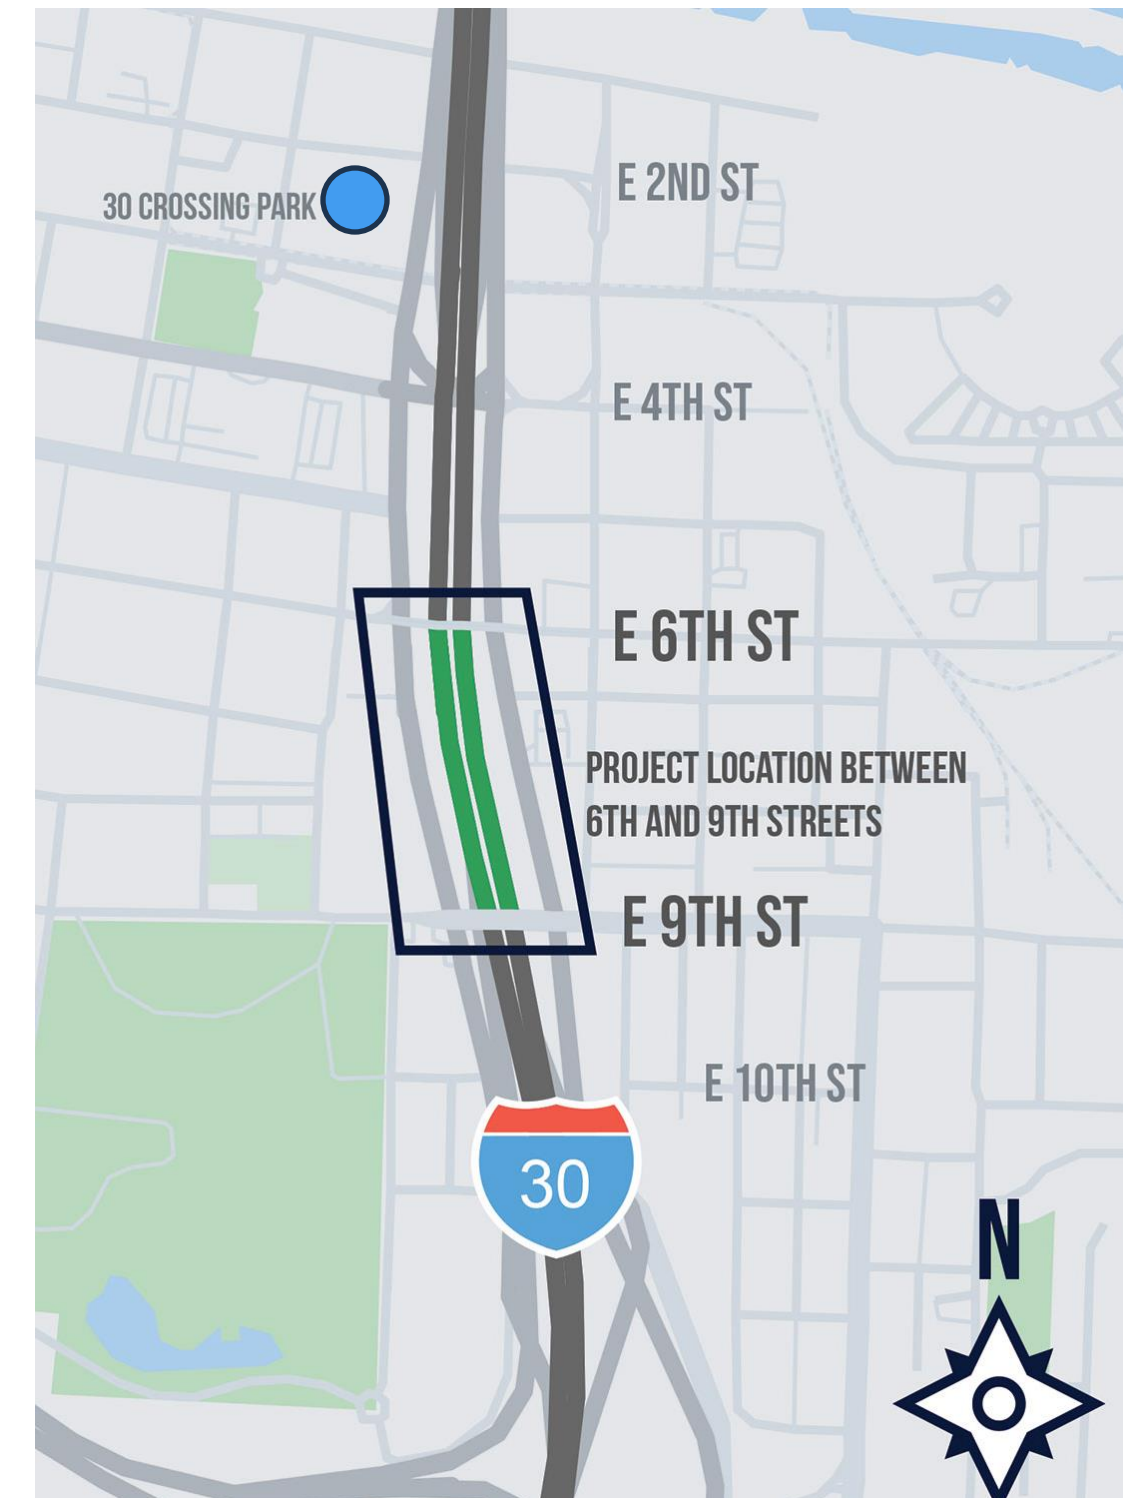 E 2ND ST
30 CROSSING PARK
E 4TH ST
E 6TH ST
PROJECT LOCATION BETWEEN
6TH AND 9TH STREETS
E 9TH ST
E 10TH ST
30
N